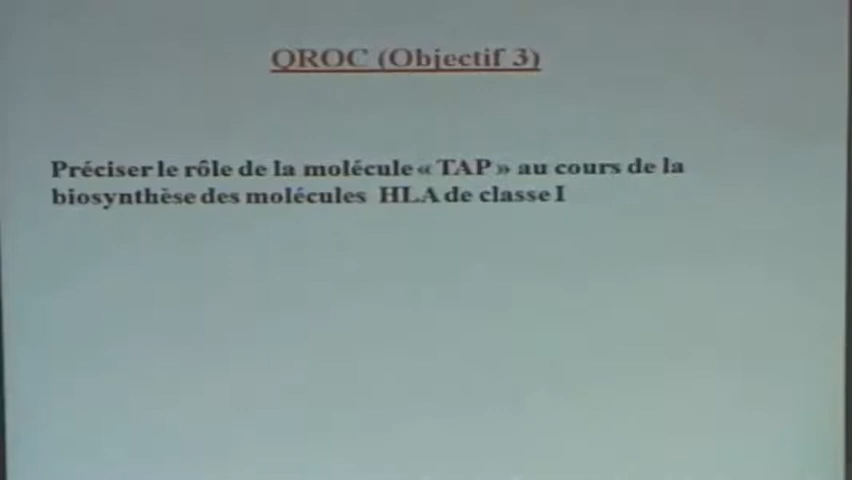 QROC (Objectif 3)
Préciser le rôle de la molécule « TAP » au cours de la
biosynthèse des molécules HLA de classe I